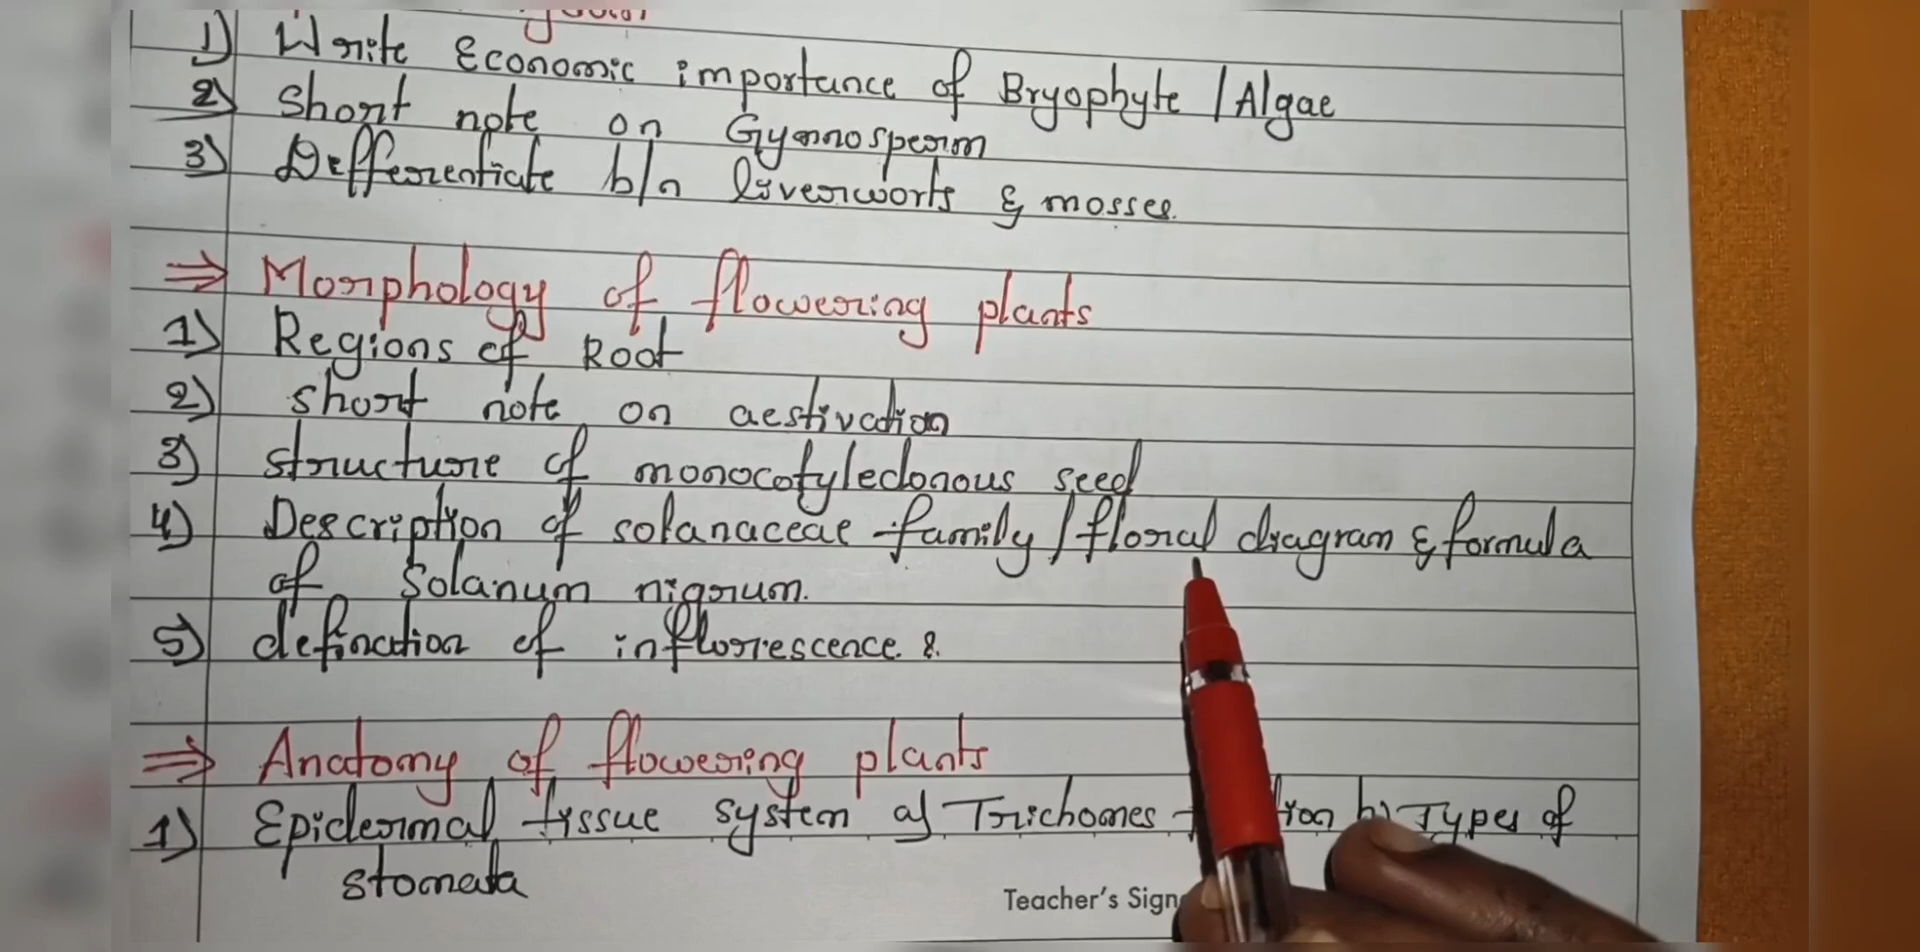 1) Write Economic importance of Bryophyte / Algae
2) Short note on Gymnosperm
3) Differentiate b/n liverworts & mosses.
⇒ Morphology of flowering plants
1) Regions of Root
2) short note on aestivation
3) structure of monocotyledonous seed
4) Description of solanaceae family / floral diagram & formula
of Solanum nigrum.
5) defination of inflorescence.
⇒ Anatomy of flowering plants
1) Epidermal tissue system a) Trichomes b) Types of
stomata
Teacher's Sign